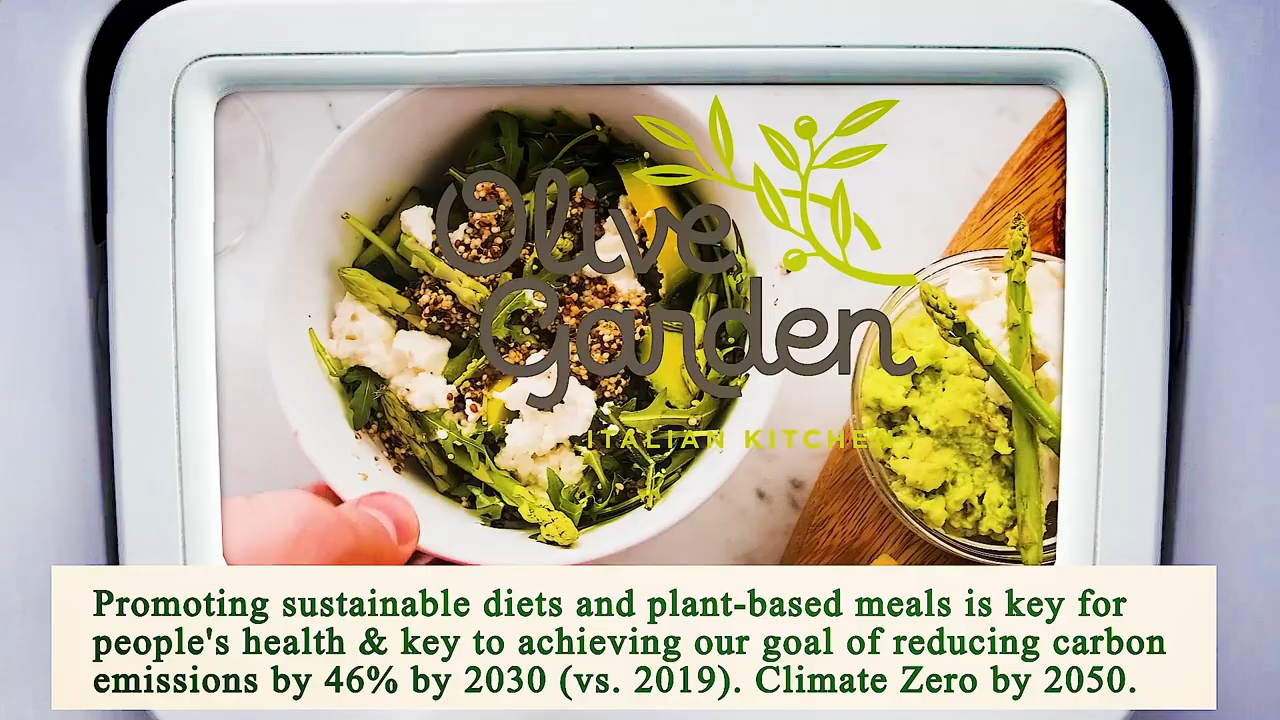 Olive
Garden
ITALIAN KITCHEN
Promoting sustainable diets and plant-based meals is key for
people's health & key to achieving our goal of reducing carbon
emissions by 46% by 2030 (vs. 2019). Climate Zero by 2050.